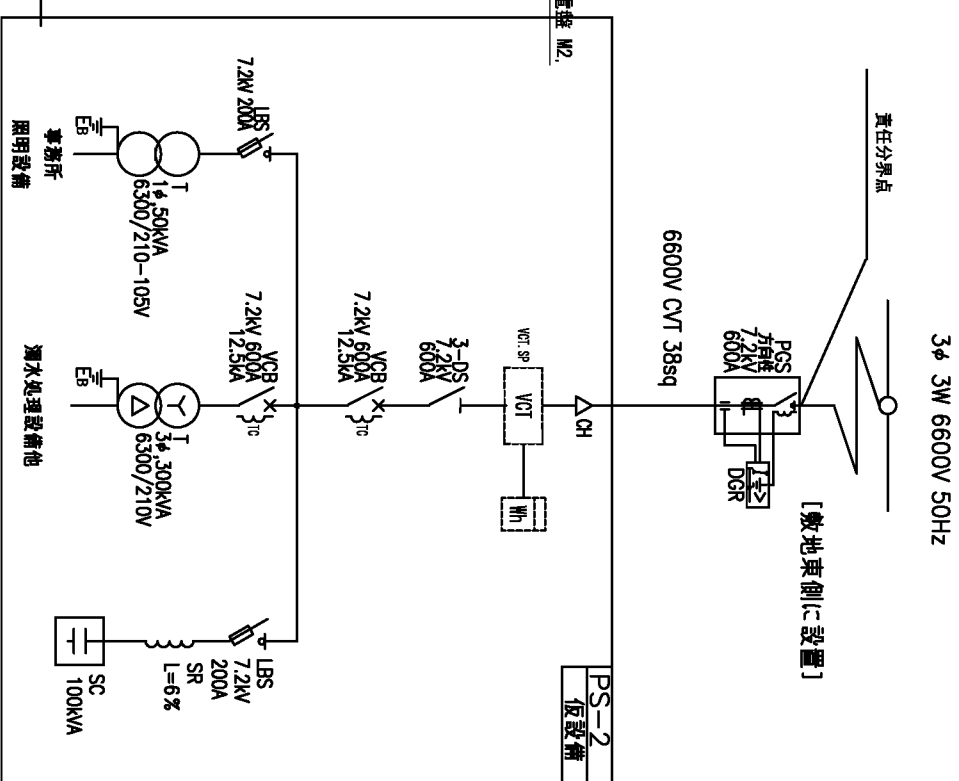 3φ 3W 6600V 50Hz
責任分界点
[敷地東側に設置]
PGS
方向性
7.2kV
600A
DGR
6600V CVT 38sq
PS-2
仮設備
電盤 M2,
CH
VCT, SP
VCT
Wh
3-DS
7.2kV
600A
VCB
7.2kV 600A
12.5kA
TC
LBS
7.2kV 200A
T
1φ,50kVA
6300/210-105V
EB
事務所
照明設備
VCB
7.2kV 600A
12.5kA
TC
T
3φ,300kVA
6300/210V
EB
濁水処理設備他
LBS
7.2kV
200A
SR
L=6%
SC
100kVA